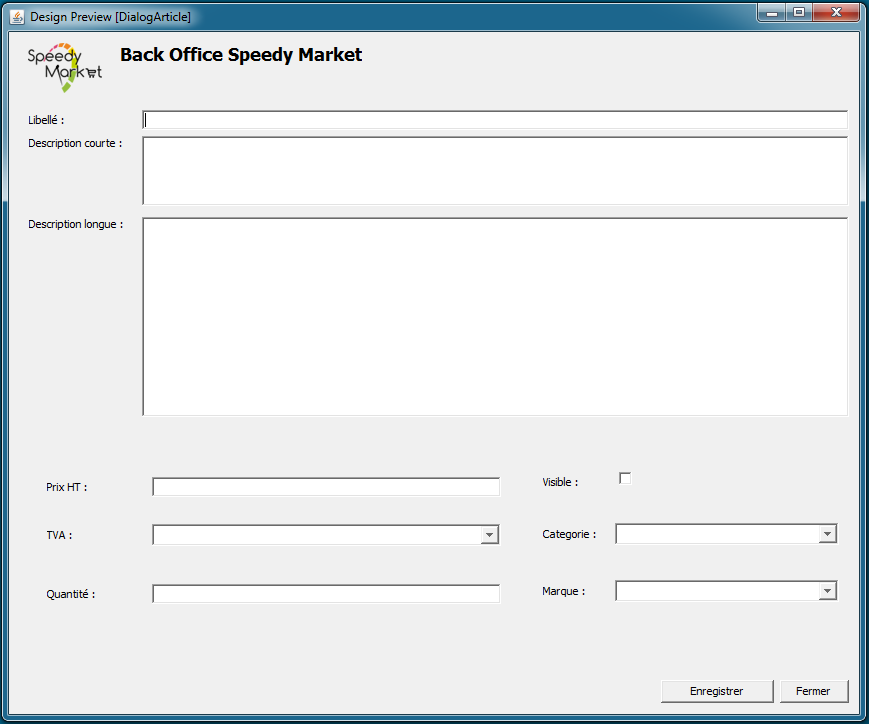 Design Preview [DialogArticle]
Speedy
Market
Back Office Speedy Market
Libellé :
Description courte :
Description longue :
Prix HT :
Visible :
TVA :
Categorie :
Quantité :
Marque :
Enregistrer
Fermer